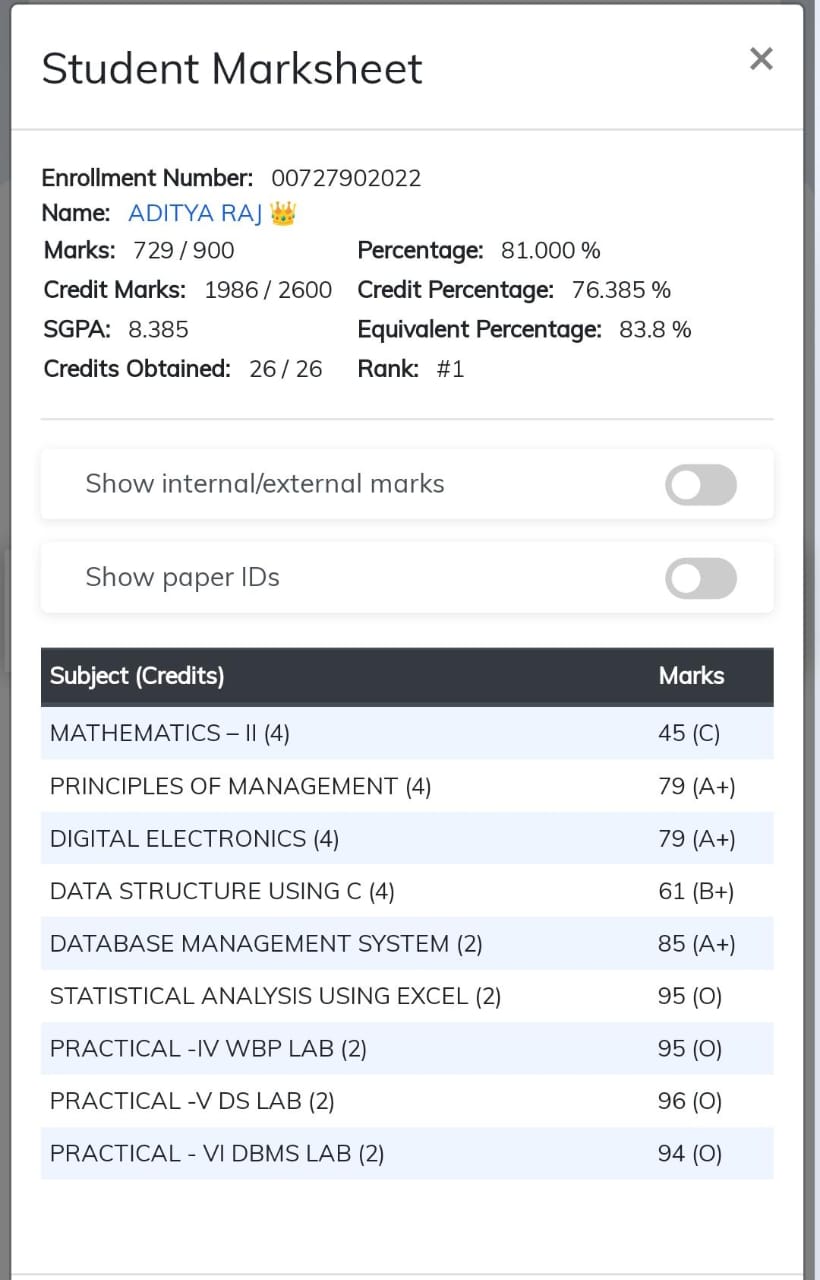 Student Marksheet
Enrollment Number: 00727902022
Name: ADITYA RAJ 👑
Marks: 729 / 900 Percentage: 81.000 %
Credit Marks: 1986 / 2600 Credit Percentage: 76.385 %
SGPA: 8.385 Equivalent Percentage: 83.8 %
Credits Obtained: 26 / 26 Rank: #1
Show internal/external marks
Show paper IDs
Subject (Credits) Marks
MATHEMATICS – II (4) 45 (C)
PRINCIPLES OF MANAGEMENT (4) 79 (A+)
DIGITAL ELECTRONICS (4) 79 (A+)
DATA STRUCTURE USING C (4) 61 (B+)
DATABASE MANAGEMENT SYSTEM (2) 85 (A+)
STATISTICAL ANALYSIS USING EXCEL (2) 95 (O)
PRACTICAL -IV WBP LAB (2) 95 (O)
PRACTICAL -V DS LAB (2) 96 (O)
PRACTICAL - VI DBMS LAB (2) 94 (O)